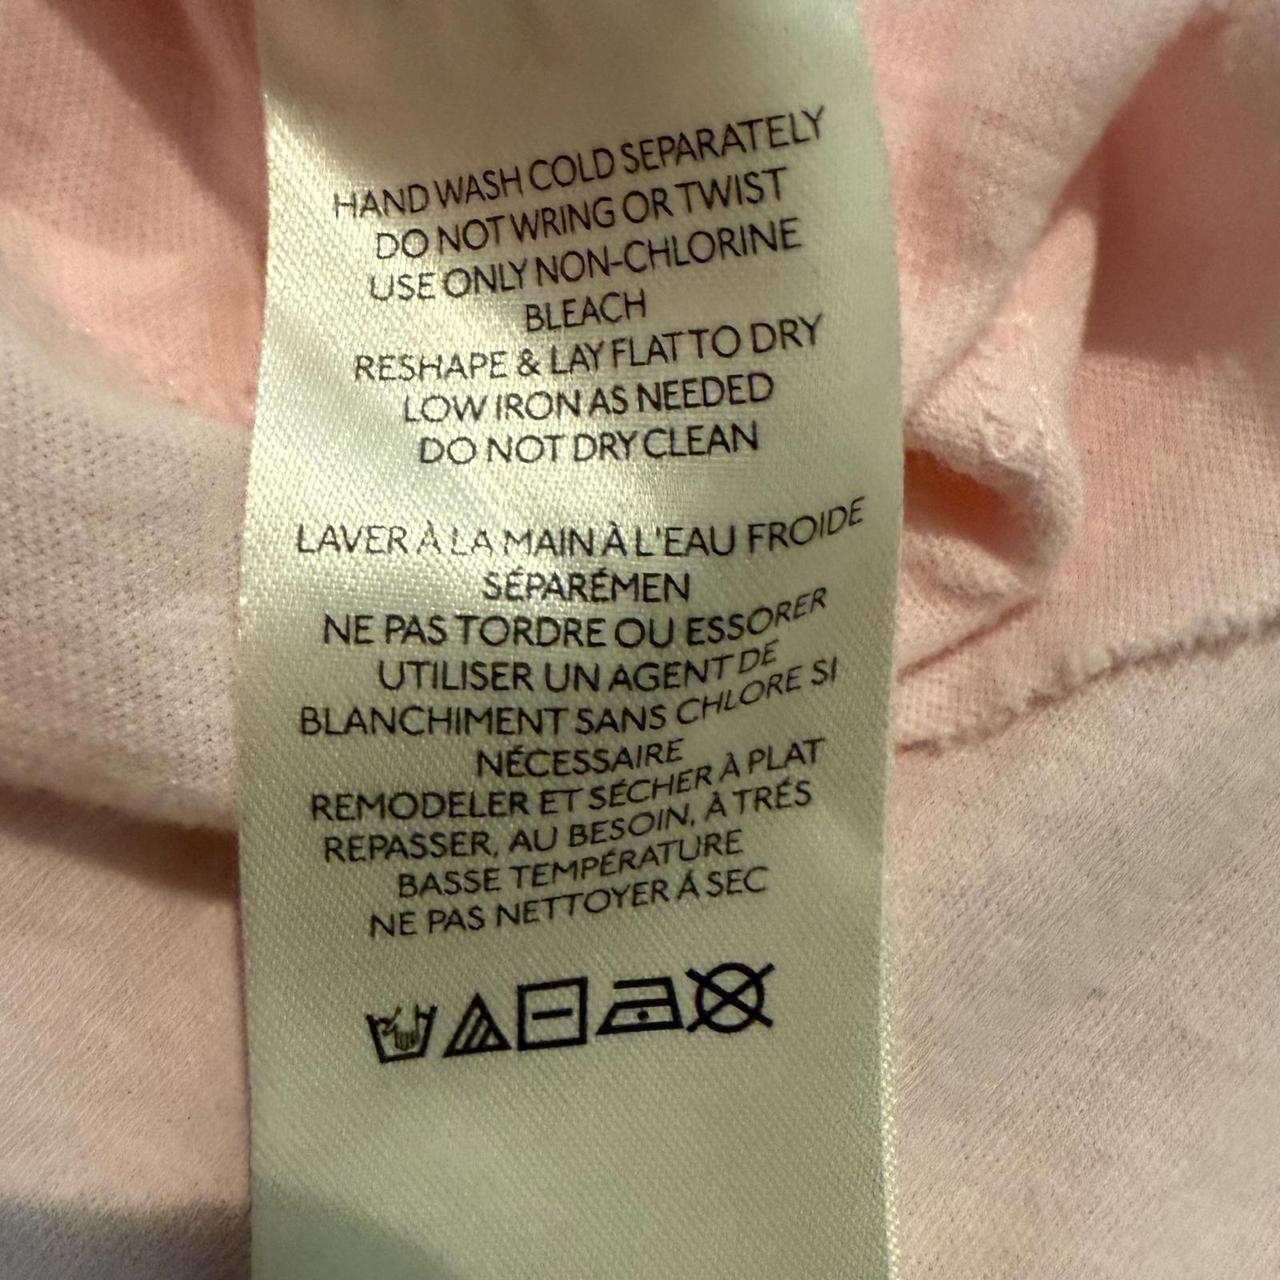 HAND WASH COLD SEPARATELY
DO NOT WRING OR TWIST
USE ONLY NON-CHLORINE
BLEACH
RESHAPE & LAY FLAT TO DRY
LOW IRON AS NEEDED
DO NOT DRY CLEAN
LAVER À LA MAIN À L'EAU FROIDE
SÉPARÉMEN
NE PAS TORDRE OU ESSORER
UTILISER UN AGENT DE
BLANCHIMENT SANS CHLORE SI
NÉCESSAIRE
REMODELER ET SÉCHER À PLAT
REPASSER, AU BESOIN, À TRÉS
BASSE TEMPÉRATURE
NE PAS NETTOYER Á SEC